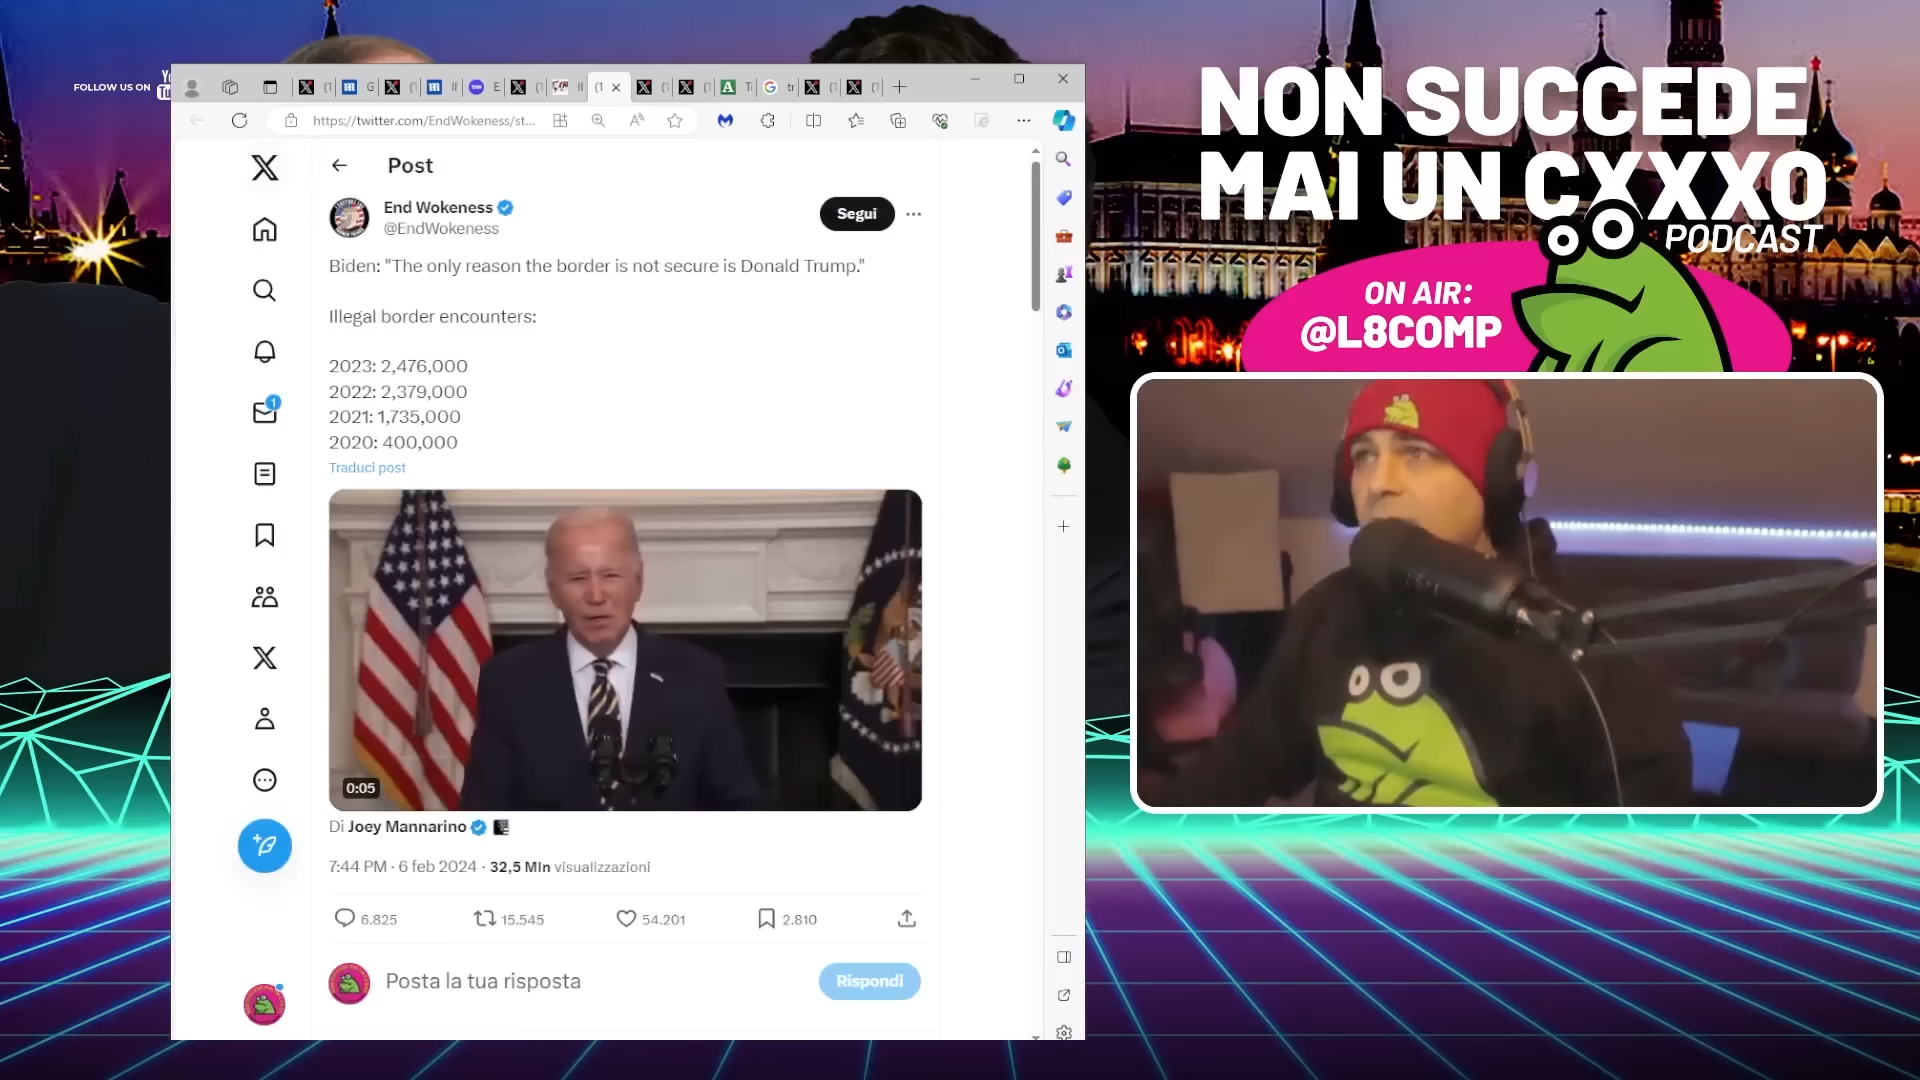 FOLLOW US ON
https://twitter.com/EndWokeness/st...
Post
End Wokeness
@EndWokeness
Segui
Biden: "The only reason the border is not secure is Donald Trump."
Illegal border encounters:
2023: 2,476,000
2022: 2,379,000
2021: 1,735,000
2020: 400,000
Traduci post
0:05
Di Joey Mannarino
7:44 PM · 6 feb 2024 · 32,5 Mln visualizzazioni
6.825 15.545 54.201 2.810
Posta la tua risposta
Rispondi
1
NON SUCCEDE
MAI UN CXXXO
PODCAST
ON AIR:
@L8COMP